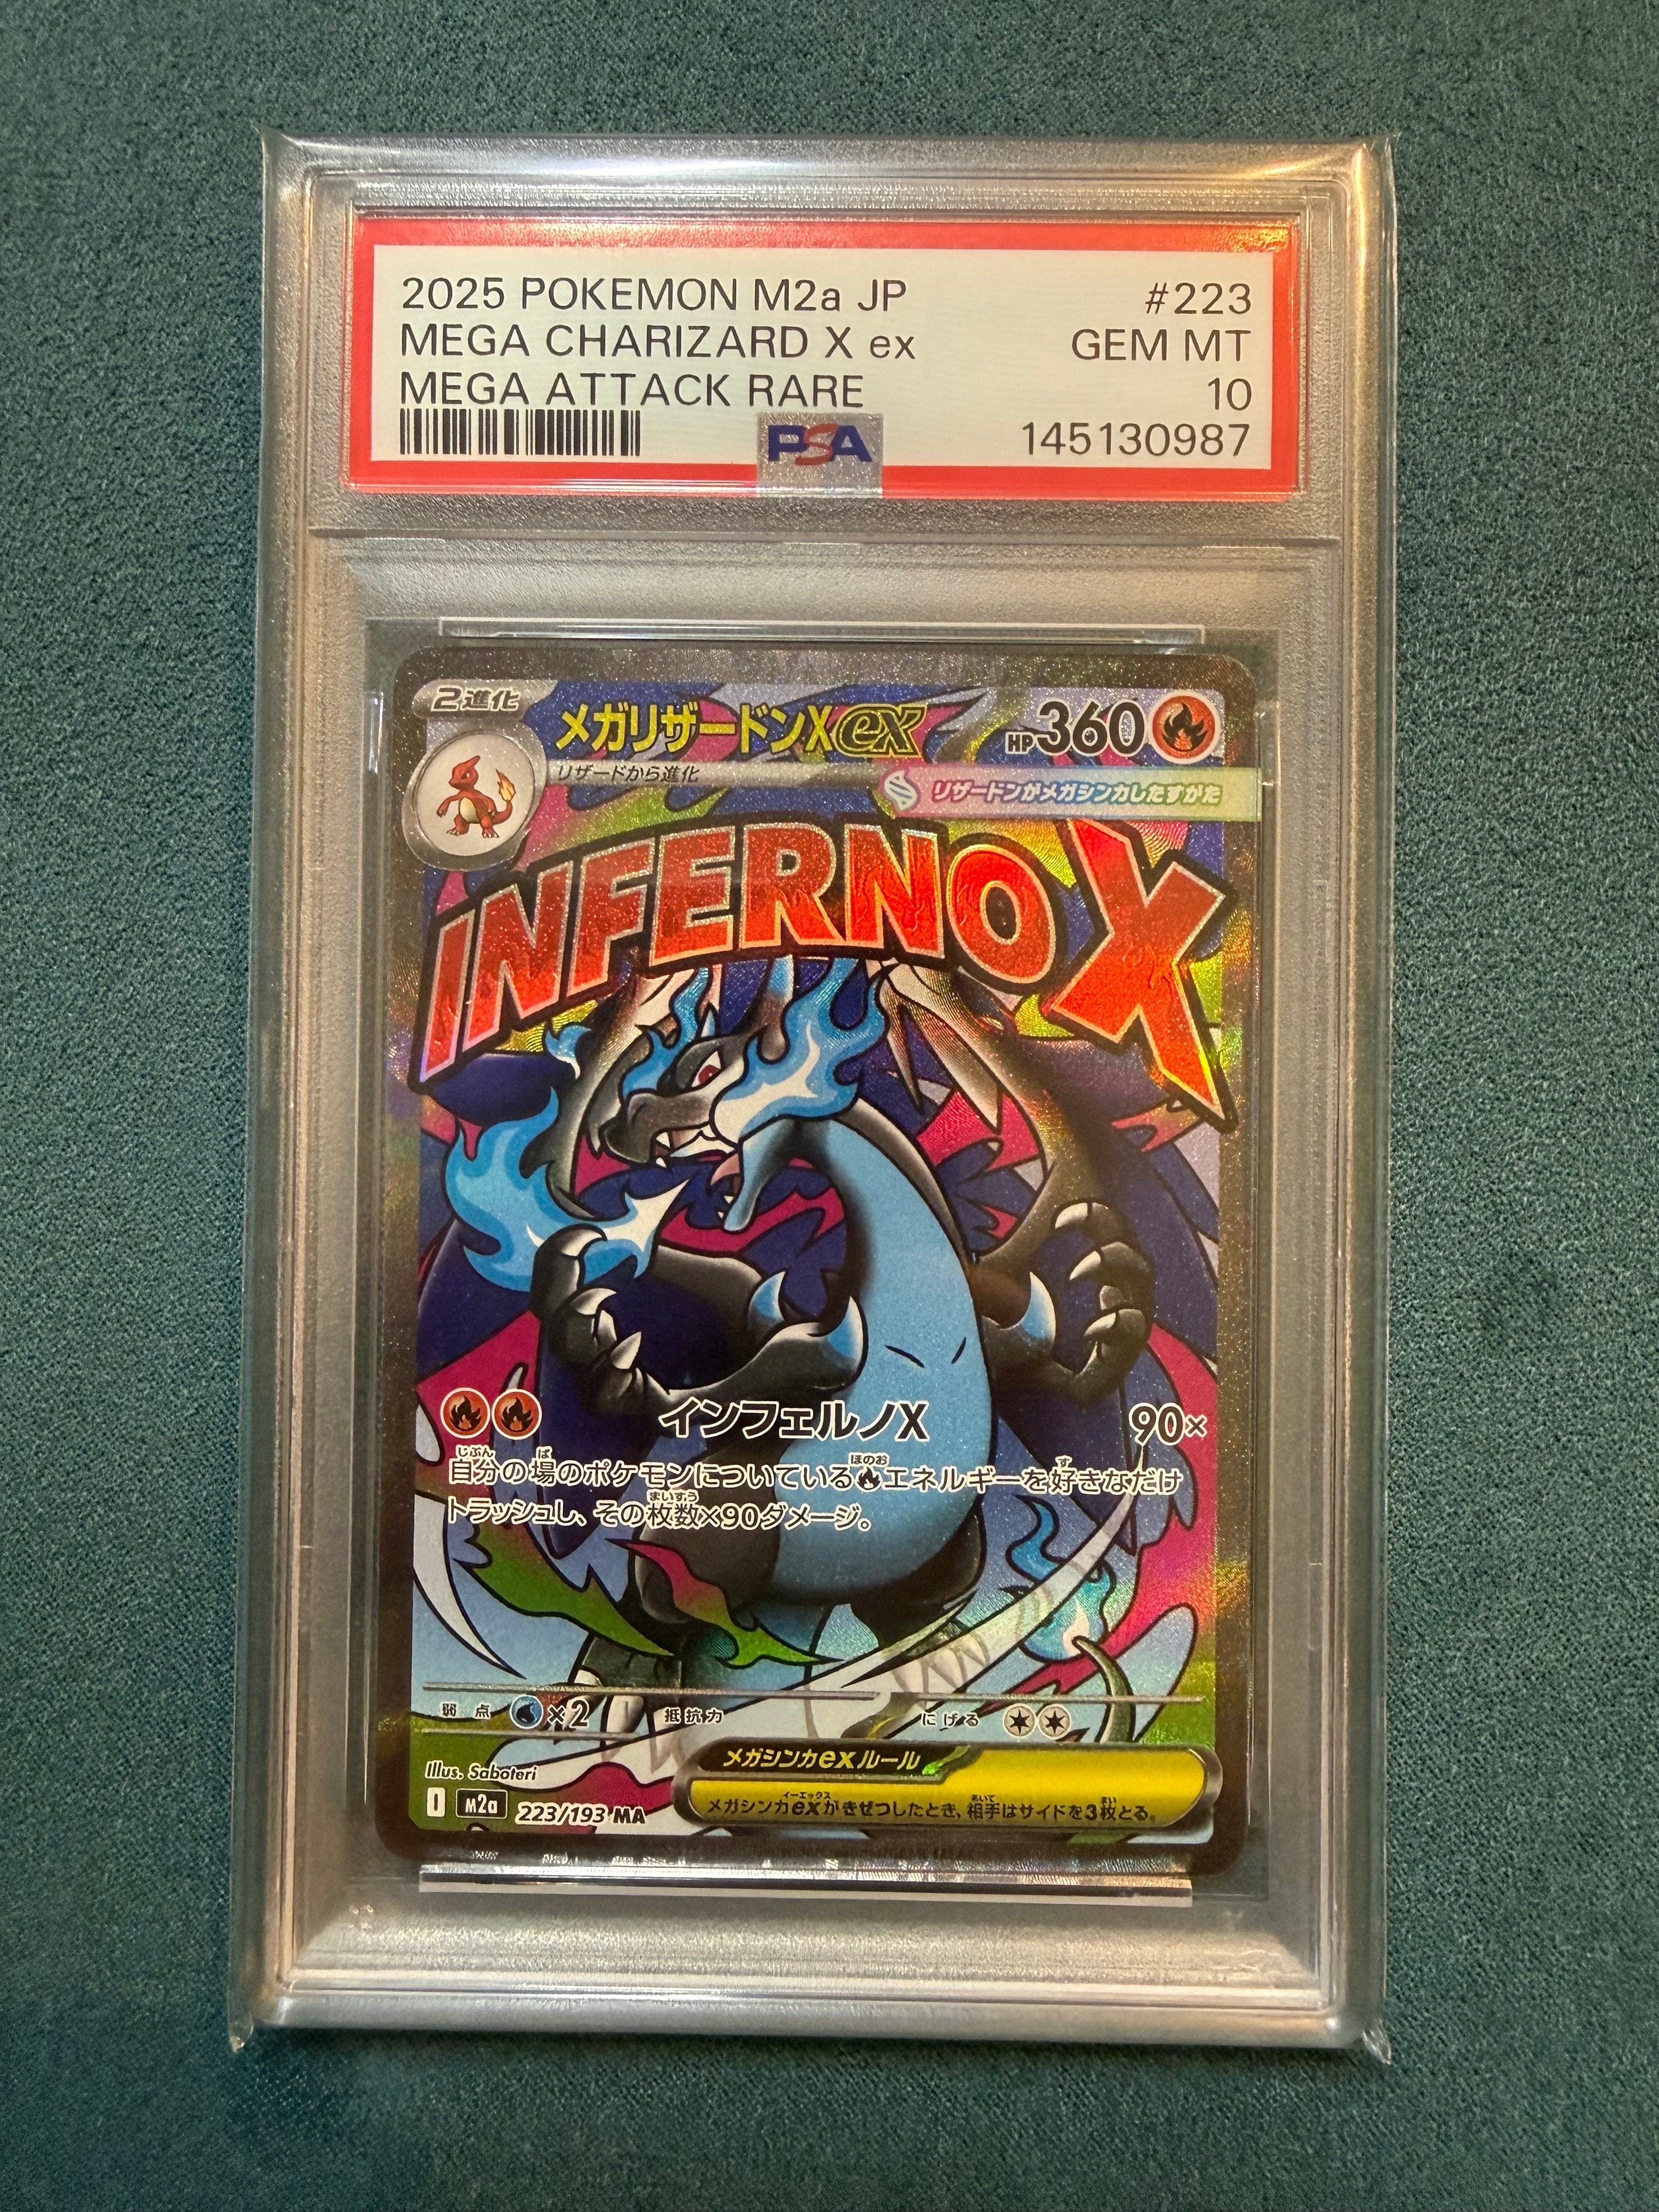 2025 POKEMON M2a JP #223
MEGA CHARIZARD X ex GEM MT
MEGA ATTACK RARE 10
PSA 145130987
2進化
メガリザードンXex HP360
リザードから進化
リザードンがメガシンカしたすがた
INFERNO X
インフェルノX 90×
自分の場のポケモンについているエネルギーを好きなだけ
トラッシュし、その枚数×90ダメージ。
弱点 ×2 抵抗力 にげる
メガシンカexルール
Illus. Saboteri
メガシンカexがきぜつしたとき、相手はサイドを3枚とる。
I M2a 223/193 MA